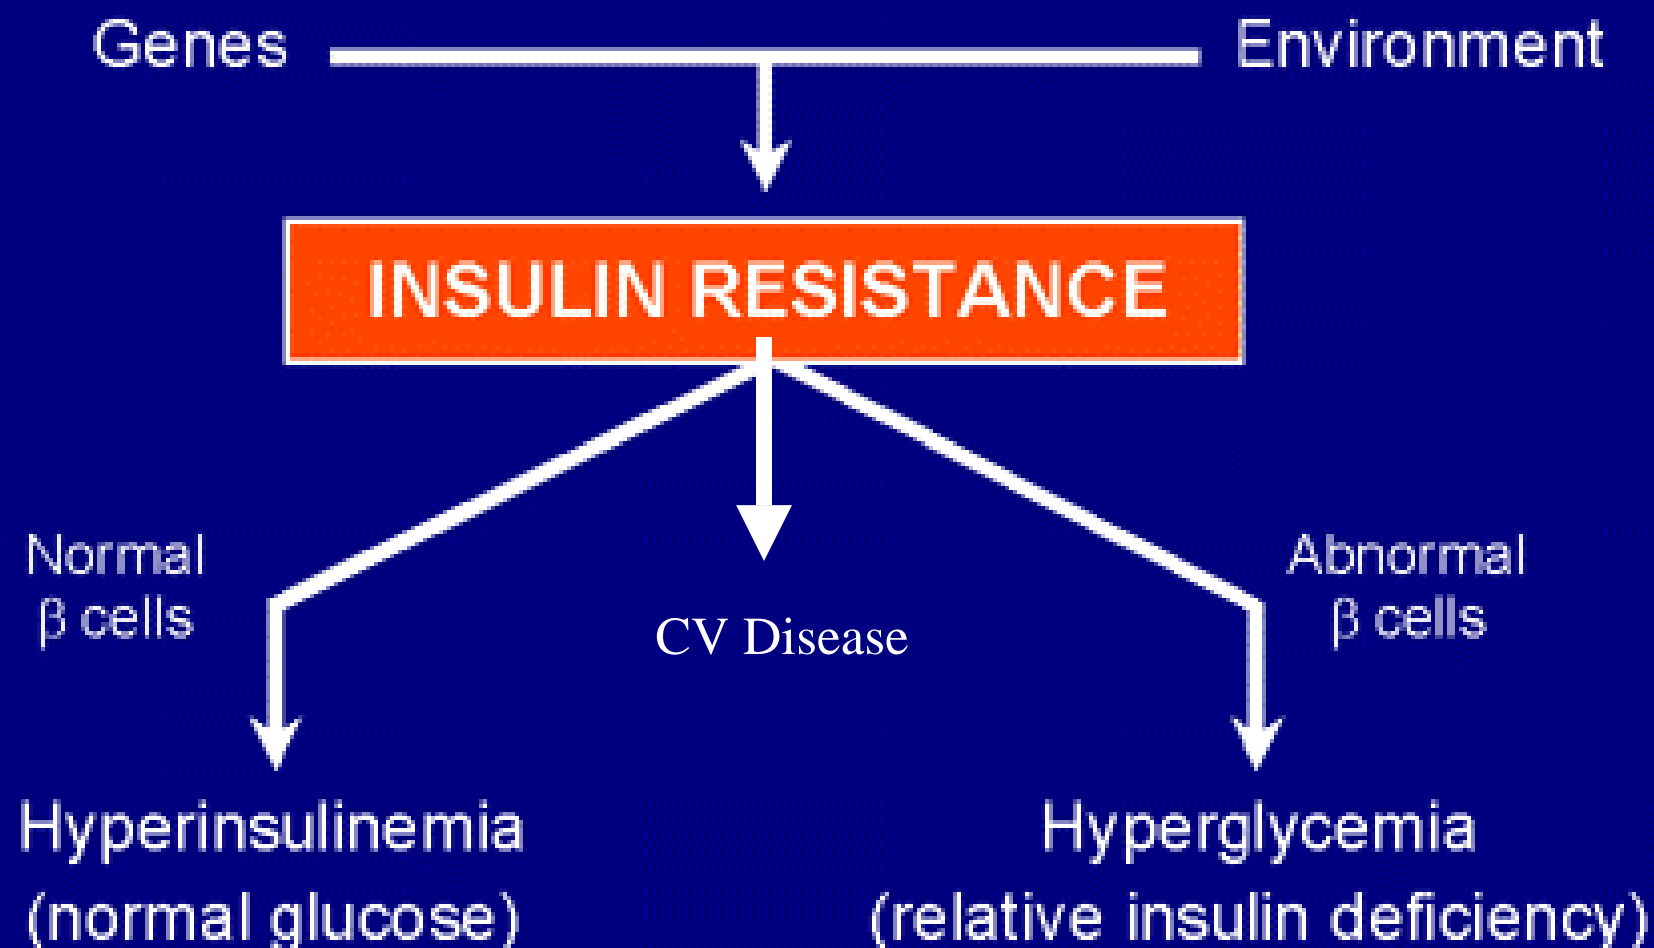 Genes
Environment
INSULIN RESISTANCE
Normal
β cells
CV Disease
Abnormal
β cells
Hyperinsulinemia
(normal glucose)
Hyperglycemia
(relative insulin deficiency)